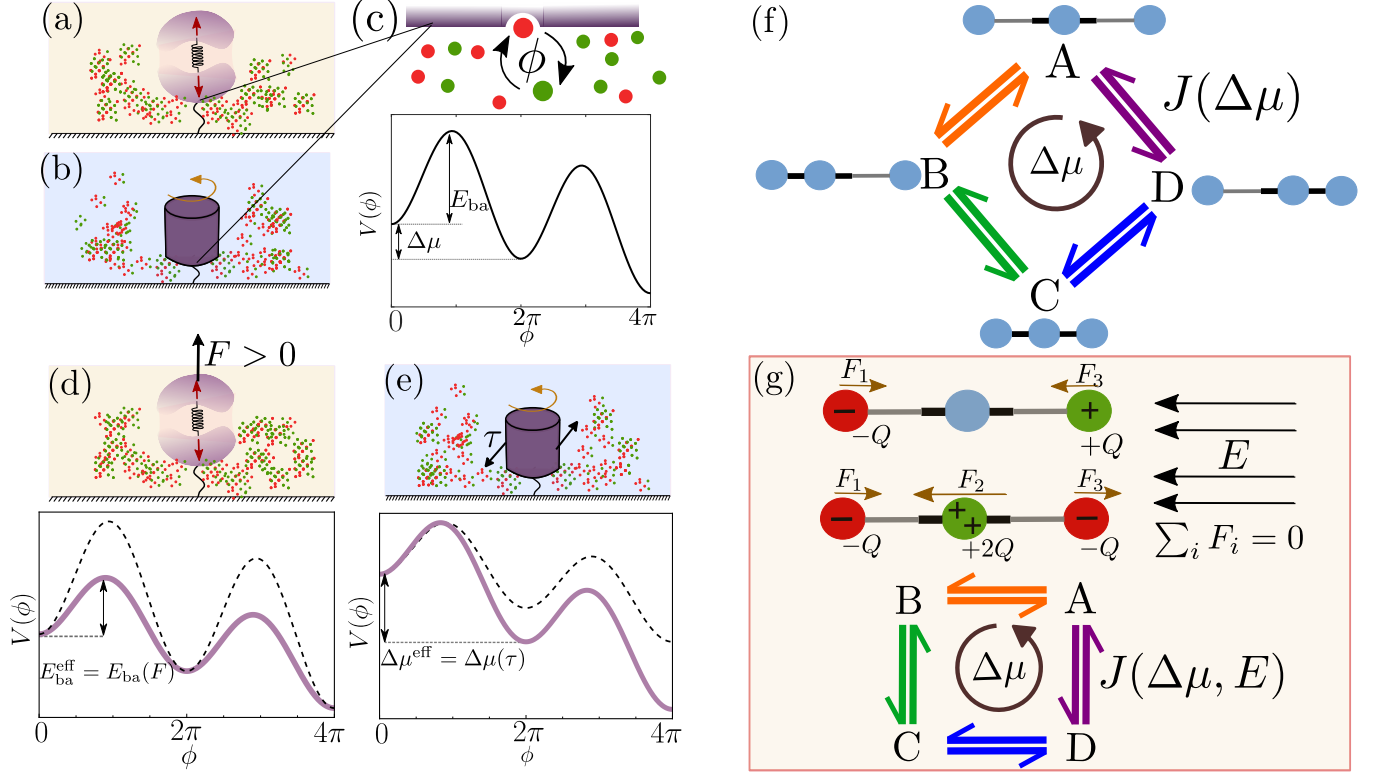 (a)
(b)
(c)
ϕ
V(ϕ)
E_ba
Δμ
0
2π
4π
ϕ
(d)
F > 0
V(ϕ)
E_ba^eff = E_ba(F)
0
2π
4π
ϕ
(e)
τ
V(ϕ)
Δμ^eff = Δμ(τ)
0
2π
4π
ϕ
(f)
A
J(Δμ)
Δμ
B
D
C
(g)
F_1
F_3
−
+
−Q
+Q
E
F_1
F_2
F_3
−
+
+
−
−Q
+2Q
−Q
∑_i F_i = 0
B
A
Δμ
J(Δμ, E)
C
D